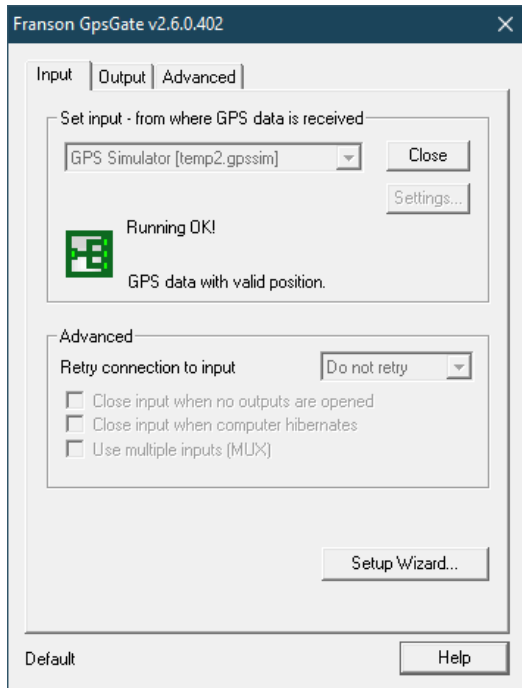 Franson GpsGate v2.6.0.402
Input Output Advanced
Set input - from where GPS data is received
GPS Simulator [temp2.gpssim] Close
Settings...
Running OK!
GPS data with valid position.
Advanced
Retry connection to input Do not retry
Close input when no outputs are opened
Close input when computer hibernates
Use multiple inputs (MUX)
Setup Wizard...
Default Help